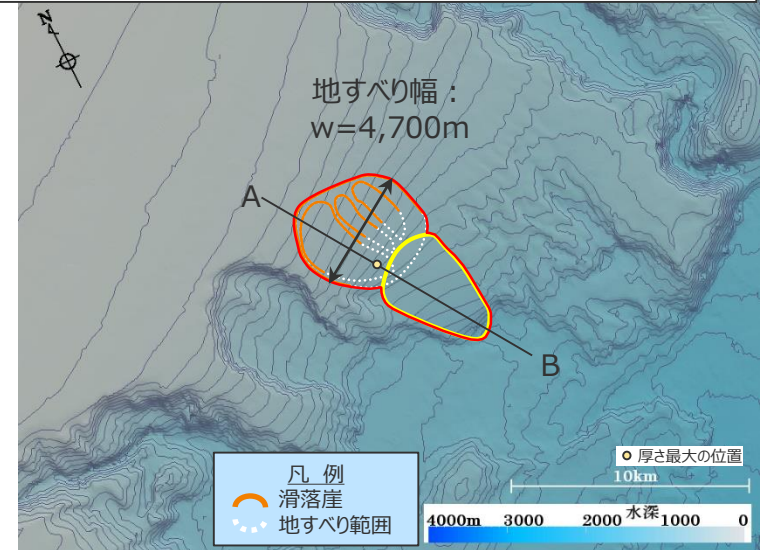 N
地すべり幅：
w=4,700m
A
B
厚さ最大の位置
10km
凡 例
滑落崖
地すべり範囲
水深
4000m 3000 2000 1000 0